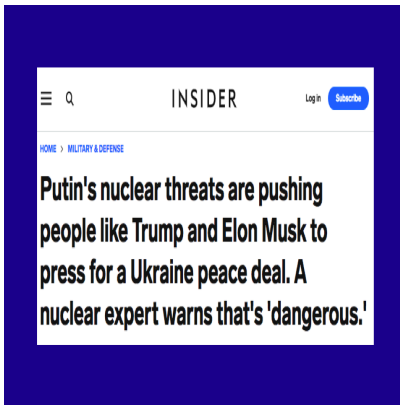 INSIDER
Log in
Subscribe
HOME > MILITARY & DEFENSE
Putin's nuclear threats are pushing
people like Trump and Elon Musk to
press for a Ukraine peace deal. A
nuclear expert warns that's 'dangerous.'